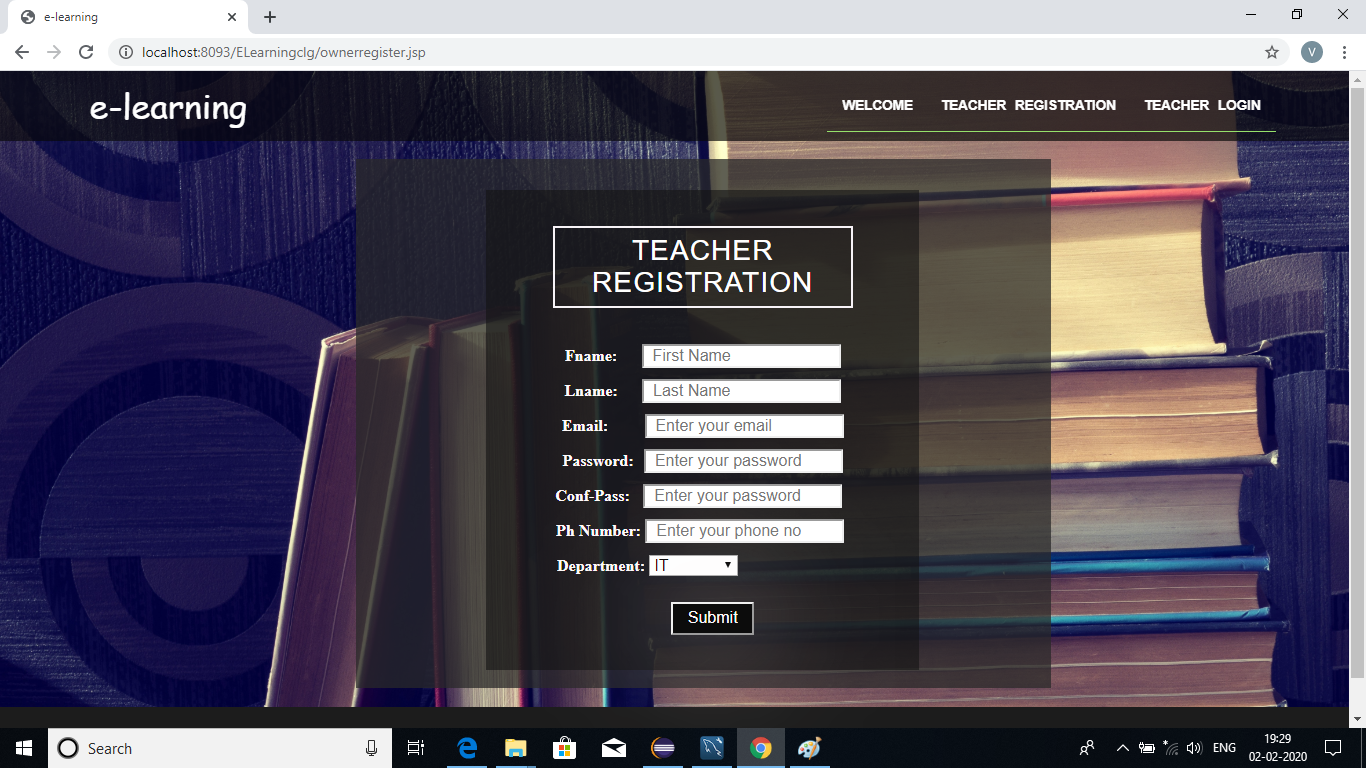 e-learning
localhost:8093/ELearningclg/ownerregister.jsp
V
e-learning
WELCOME TEACHER REGISTRATION TEACHER LOGIN
TEACHER
REGISTRATION
Fname: First Name
Lname: Last Name
Email: Enter your email
Password: Enter your password
Conf-Pass: Enter your password
Ph Number: Enter your phone no
Department: IT
Submit
Search
ENG
19:29
02-02-2020